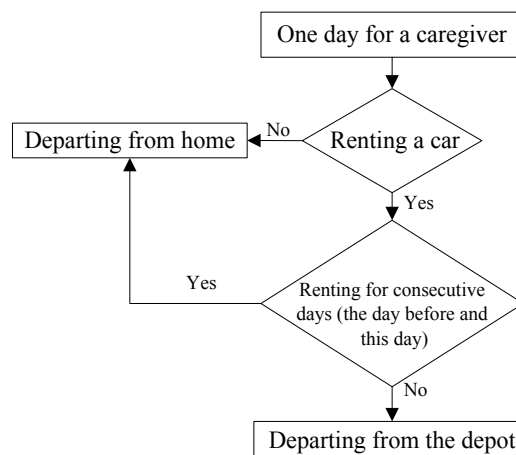 One day for a caregiver
Renting a car
No
Departing from home
Yes
Renting for consecutive
days (the day before and
this day)
Yes
No
Departing from the depot